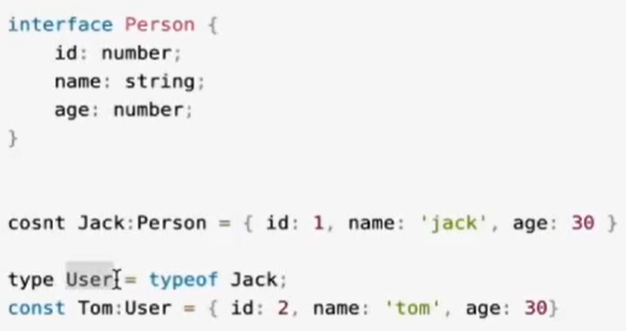 interface Person {
    id: number;
    name: string;
    age: number;
}
cosnt Jack:Person = { id: 1, name: 'jack', age: 30 }
type User = typeof Jack;
const Tom:User = { id: 2, name: 'tom', age: 30}